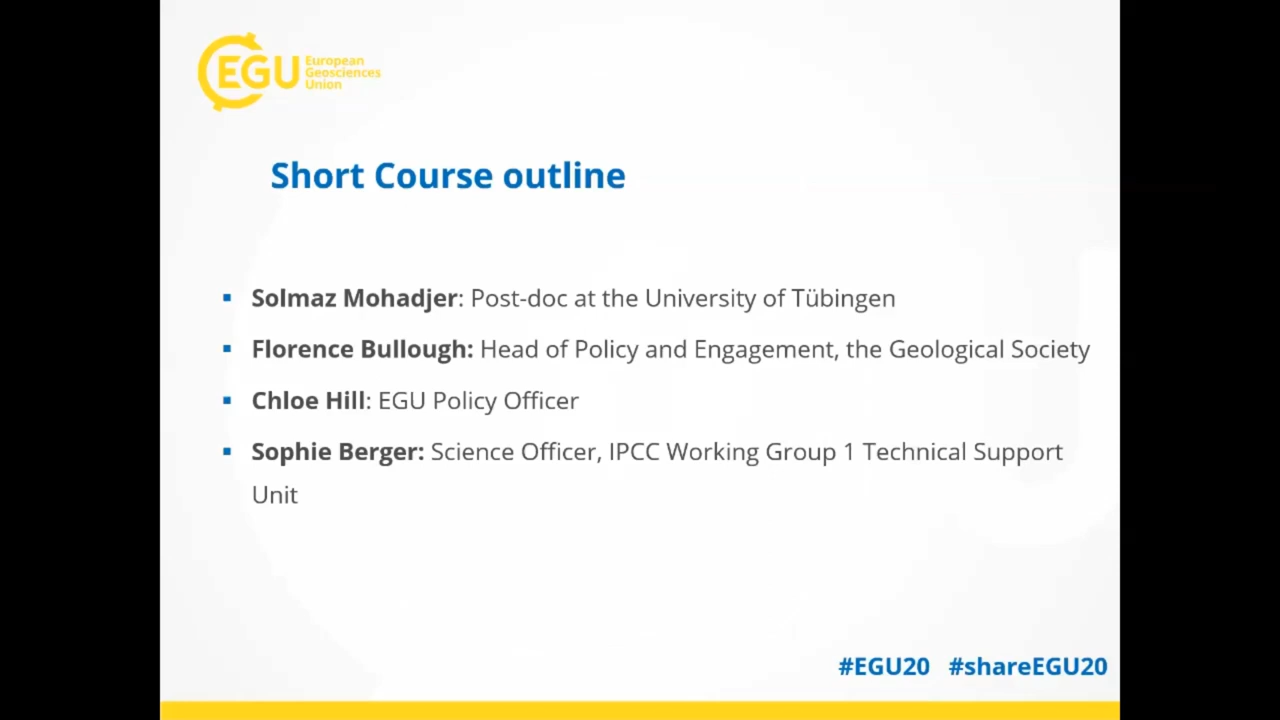 EGU
European
Geosciences
Union
Short Course outline
▪ Solmaz Mohadjer: Post-doc at the University of Tübingen
▪ Florence Bullough: Head of Policy and Engagement, the Geological Society
▪ Chloe Hill: EGU Policy Officer
▪ Sophie Berger: Science Officer, IPCC Working Group 1 Technical Support
Unit
#EGU20 #shareEGU20